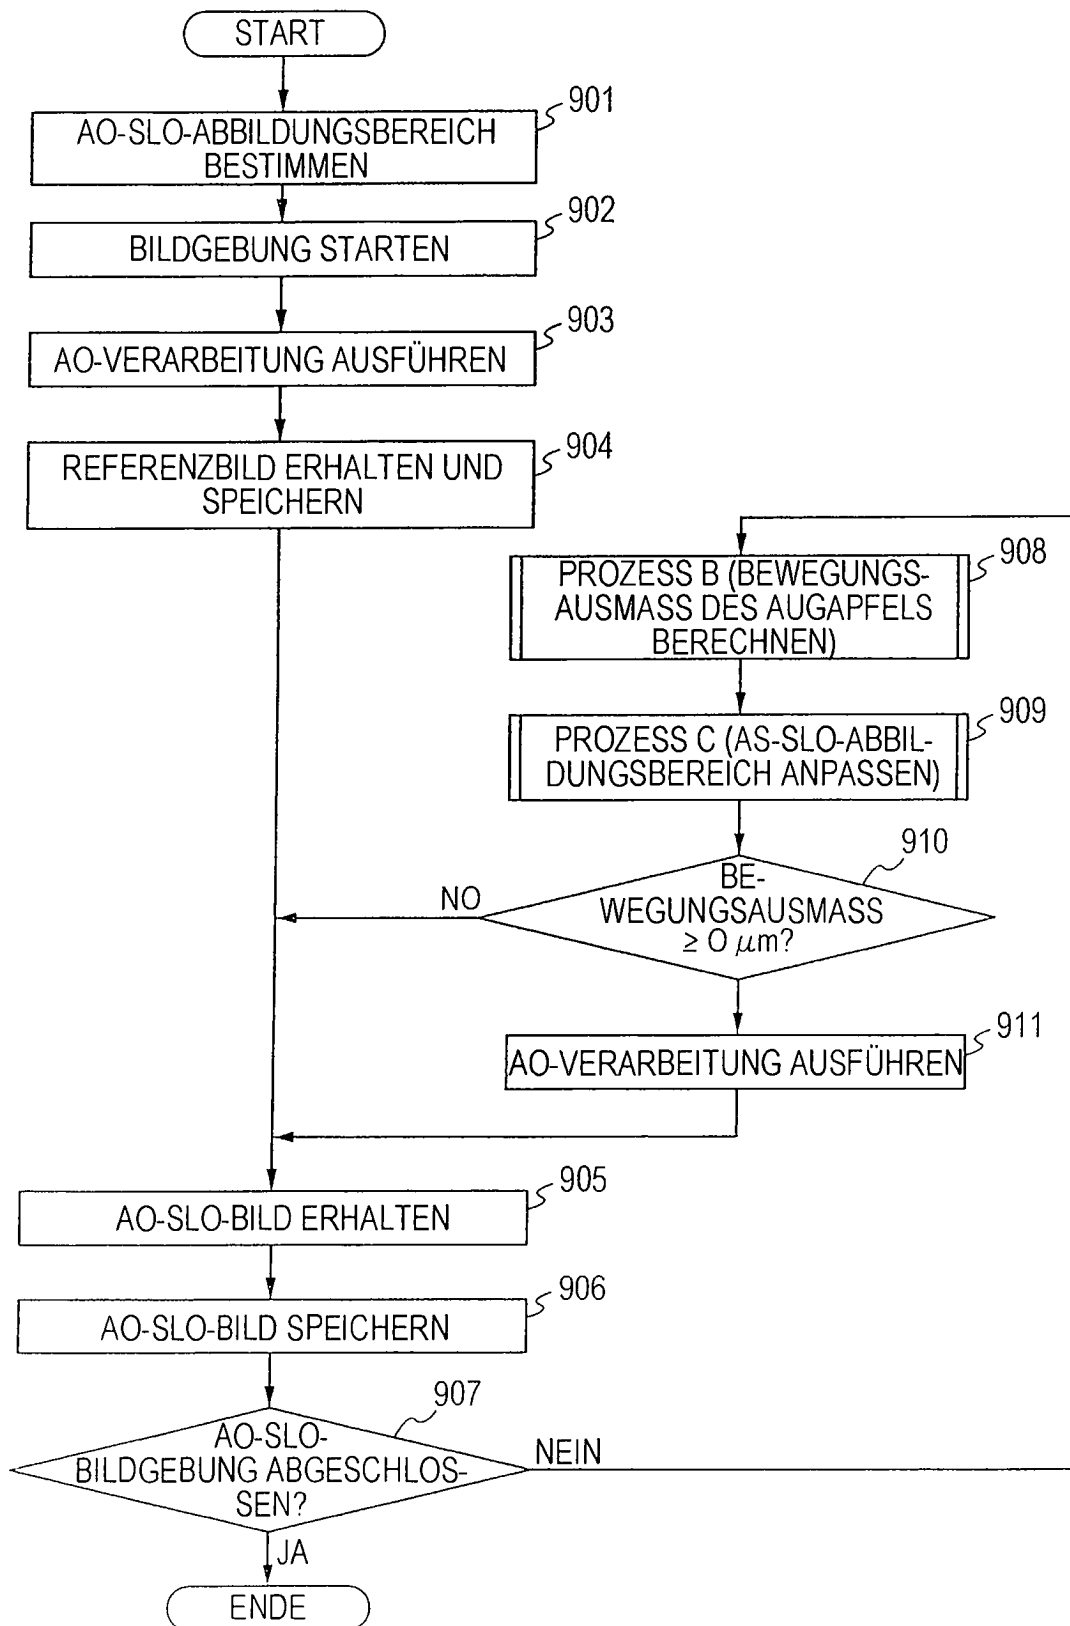 START
901
AO-SLO-ABBILDUNGSBEREICH
BESTIMMEN
902
BILDGEBUNG STARTEN
903
AO-VERARBEITUNG AUSFÜHREN
904
REFERENZBILD ERHALTEN UND
SPEICHERN
908
PROZESS B (BEWEGUNGS-
AUSMASS DES AUGAPFELS
BERECHNEN)
909
PROZESS C (AS-SLO-ABBIL-
DUNGSBEREICH ANPASSEN)
910
BE-
WEGUNGSAUSMASS
≥ 0 μm?
NO
911
AO-VERARBEITUNG AUSFÜHREN
905
AO-SLO-BILD ERHALTEN
906
AO-SLO-BILD SPEICHERN
907
AO-SLO-
BILDGEBUNG ABGESCHLOS-
SEN?
NEIN
JA
ENDE